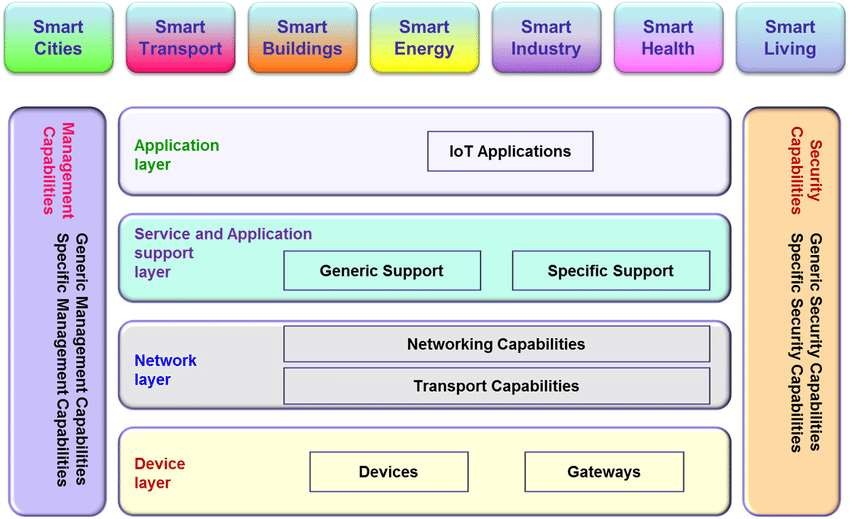 Smart
Cities
Smart
Transport
Smart
Buildings
Smart
Energy
Smart
Industry
Smart
Health
Smart
Living
Management
Capabilities
Generic Management Capabilities
Specific Management Capabilities
Application
layer
IoT Applications
Service and Application
support
layer
Generic Support
Specific Support
Network
layer
Networking Capabilities
Transport Capabilities
Device
layer
Devices
Gateways
Security
Capabilities
Generic Security Capabilities
Specific Security Capabilities